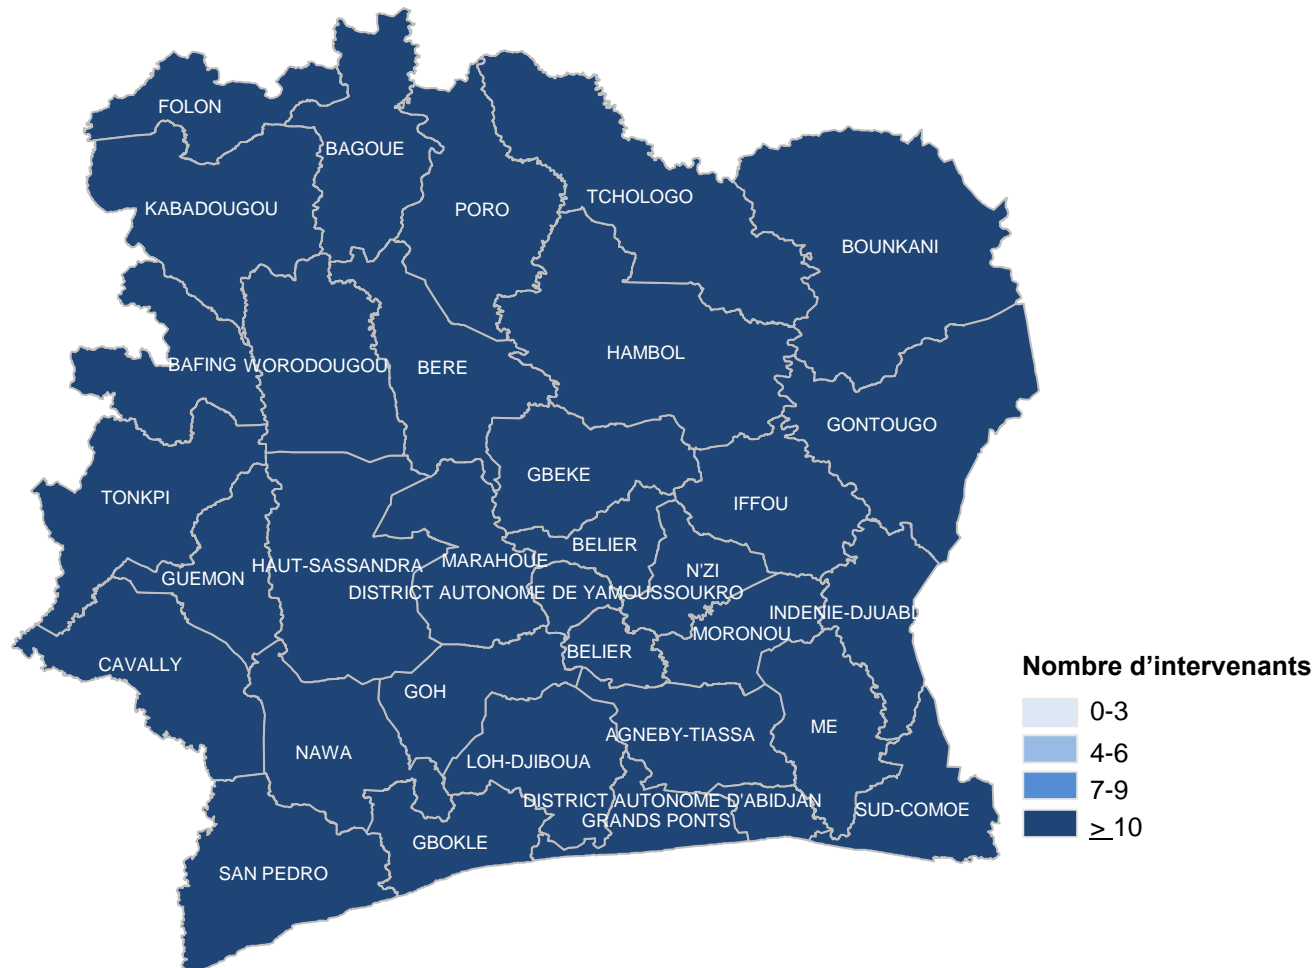 FOLON
BAGOUE
KABADOUGOU
PORO
TCHOLOGO
BOUNKANI
BAFING
WORODOUGOU
BERE
HAMBOL
GONTOUGO
GBEKE
TONKPI
IFFOU
BELIER
MARAHOUE
HAUT-SASSANDRA
GUEMON
N'ZI
DISTRICT AUTONOME DE YAMOUSSOUKRO
INDENIE-DJUABL
MORONOU
BELIER
CAVALLY
GOH
ME
AGNEBY-TIASSA
NAWA
LOH-DJIBOUA
DISTRICT AUTONOME D'ABIDJAN
GRANDS PONTS
SUD-COMOE
GBOKLE
SAN PEDRO
Nombre d’intervenants
0-3
4-6
7-9
> 10